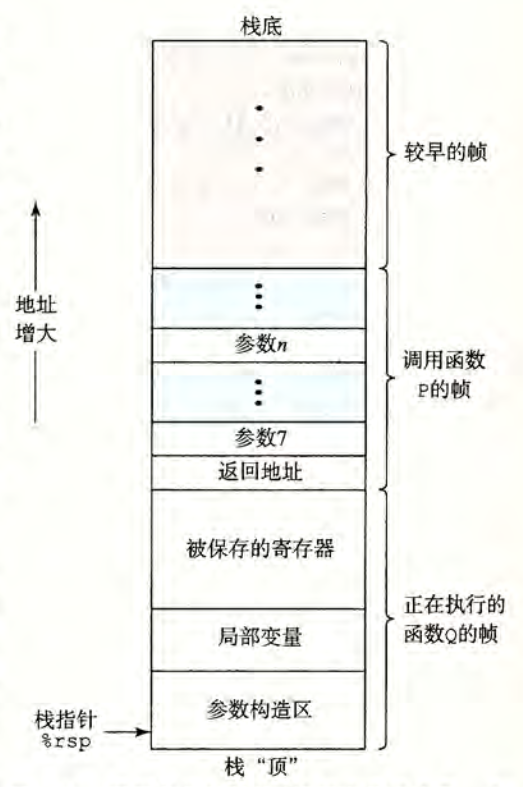 栈底
较早的帧
地址
增大
参数n
调用函数
P的帧
参数7
返回地址
被保存的寄存器
正在执行的
函数Q的帧
局部变量
参数构造区
栈指针
%rsp
栈“顶”